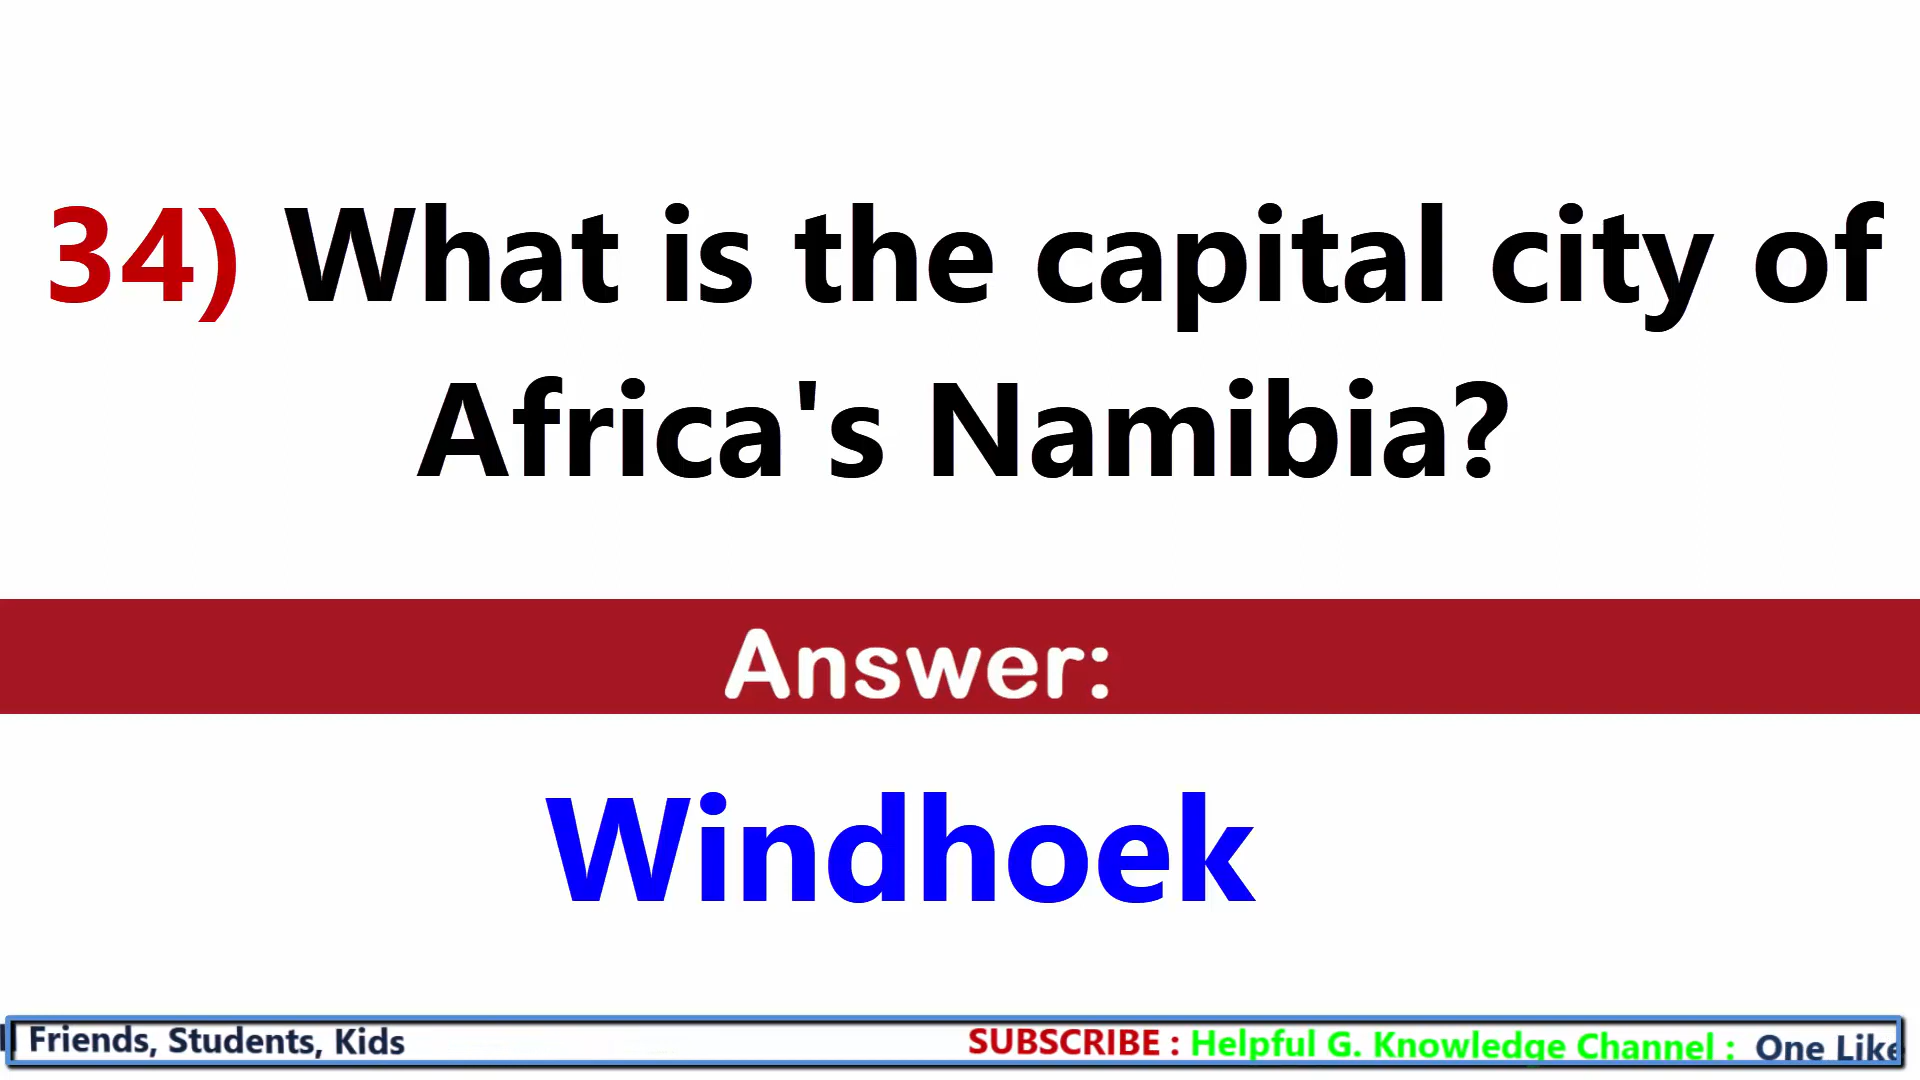 34) What is the capital city of
Africa's Namibia?
Answer:
Windhoek
Friends, Students, Kids SUBSCRIBE : Helpful G. Knowledge Channel : One Like